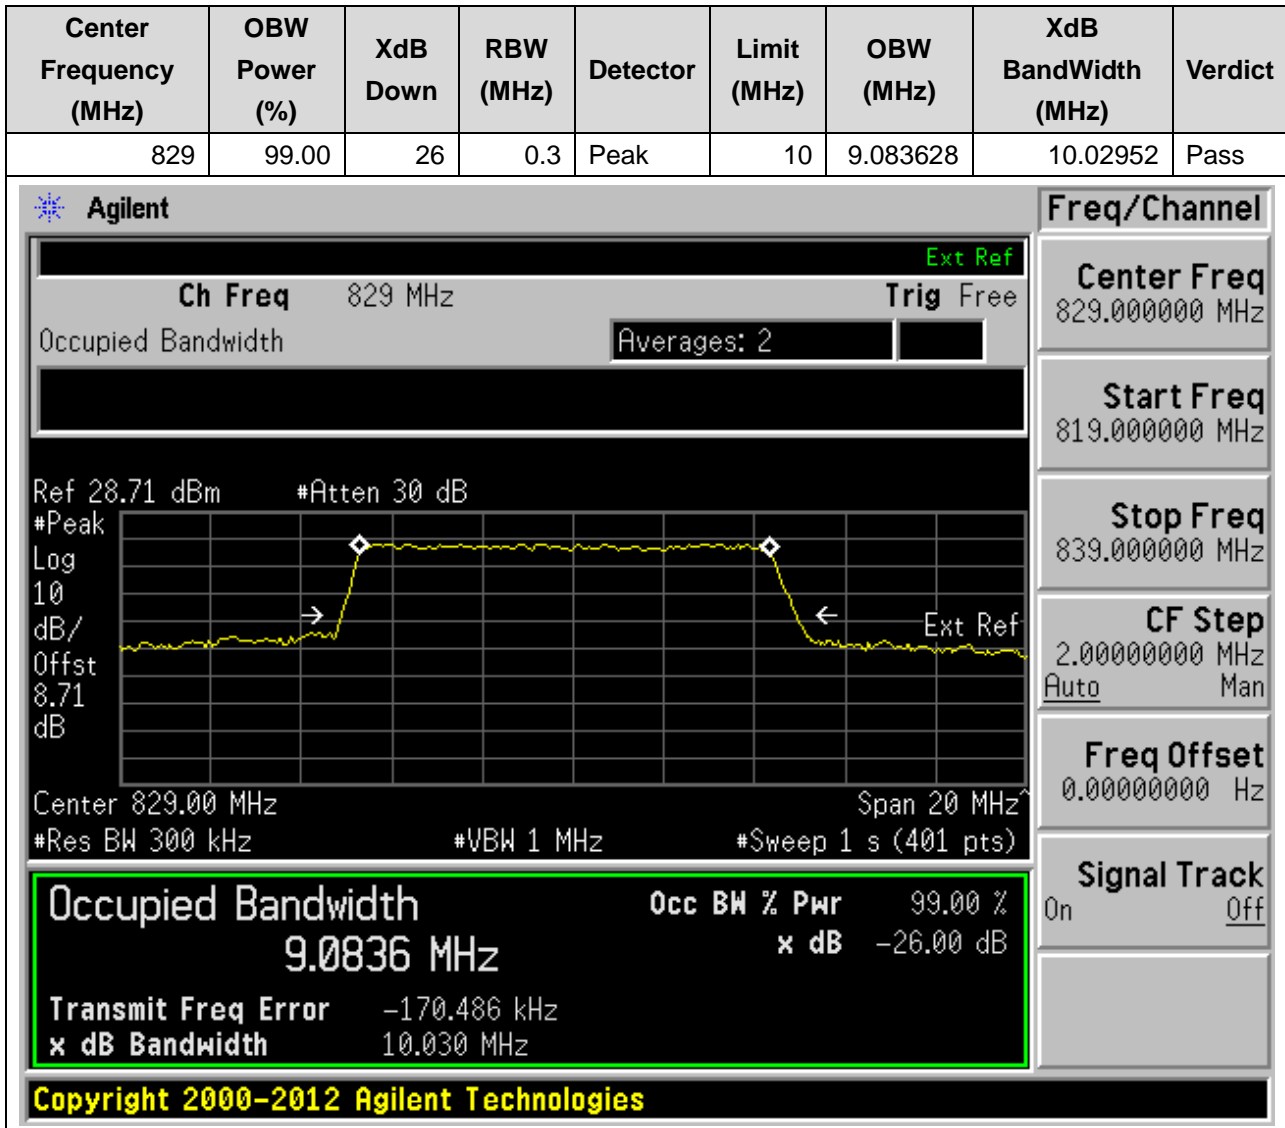 Center Frequency (MHz) OBW Power (%) XdB Down RBW (MHz) Detector Limit (MHz) OBW (MHz) XdB BandWidth (MHz) Verdict
829 99.00 26 0.3 Peak 10 9.083628 10.02952 Pass
Agilent
Ext Ref
Ch Freq 829 MHz Trig Free
Occupied Bandwidth Averages: 2
Ref 28.71 dBm #Atten 30 dB
#Peak
Log
10
dB/
Offst
8.71
dB
Ext Ref
Center 829.00 MHz Span 20 MHz^
#Res BW 300 kHz #VBW 1 MHz #Sweep 1 s (401 pts)
Occupied Bandwidth Occ BW % Pwr 99.00 %
9.0836 MHz x dB -26.00 dB
Transmit Freq Error -170.486 kHz
x dB Bandwidth 10.030 MHz
Copyright 2000-2012 Agilent Technologies
Freq/Channel
Center Freq
829.000000 MHz
Start Freq
819.000000 MHz
Stop Freq
839.000000 MHz
CF Step
2.00000000 MHz
Auto Man
Freq Offset
0.00000000 Hz
Signal Track
On Off